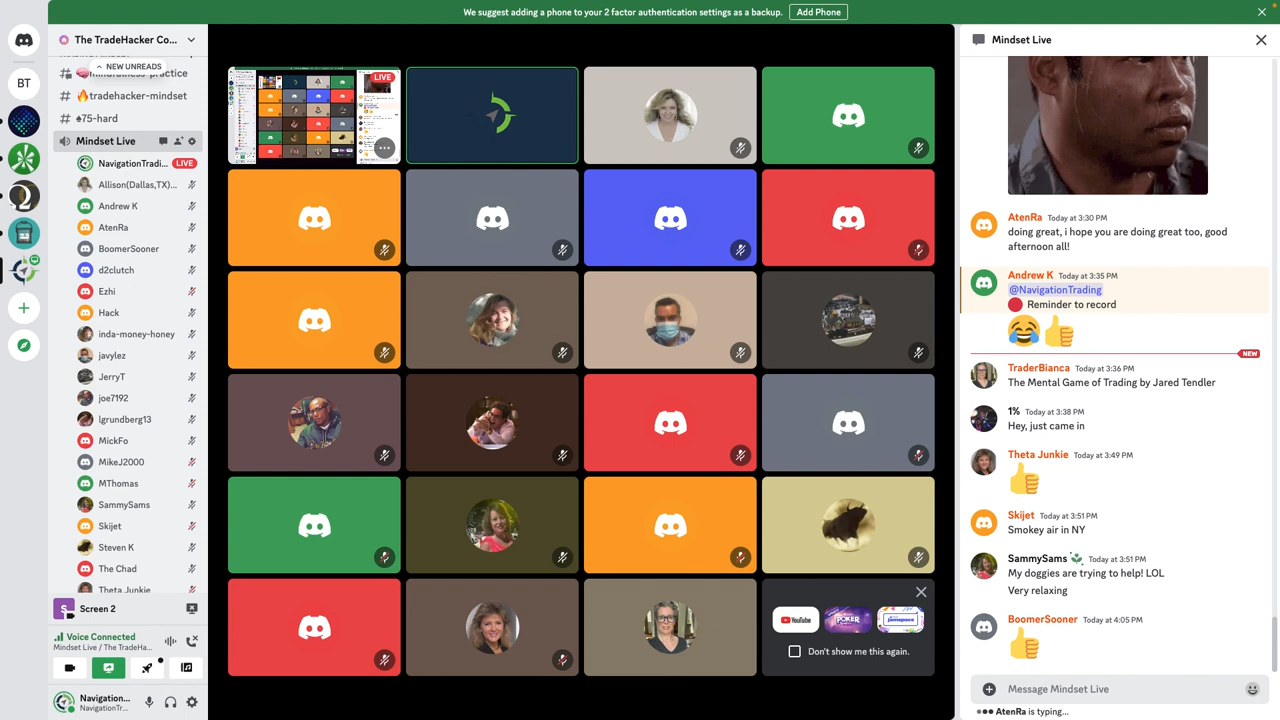 We suggest adding a phone to your 2 factor authentication settings as a backup.
Add Phone
BT
The TradeHacker Co...
NEW UNREADS
mindfulness-practice
# 🔥tradehacker-mindset
# ♠75-hard
Mindset Live
NavigationTradi...
LIVE
Allison(Dallas,TX)...
Andrew K
AtenRa
BoomerSooner
d2clutch
Ezhi
Hack
inda-money-honey
javylez
JerryT
joe7192
lgrundberg13
MickFo
MikeJ2000
MThomas
SammySams
Skijet
Steven K
The Chad
Theta Junkie
S
Screen 2
Voice Connected
Mindset Live / The TradeHa...
Navigation...
NavigationTr...
LIVE
YouTube
POKER
jamspace
Don't show me this again.
Mindset Live
AtenRa Today at 3:30 PM
doing great, i hope you are doing great too, good
afternoon all!
Andrew K Today at 3:35 PM
@NavigationTrading
🔴 Reminder to record
😂👍
NEW
TraderBianca Today at 3:36 PM
The Mental Game of Trading by Jared Tendler
1% Today at 3:38 PM
Hey, just came in
Theta Junkie Today at 3:49 PM
👍
Skijet Today at 3:51 PM
Smokey air in NY
SammySams Today at 3:51 PM
My doggies are trying to help! LOL
Very relaxing
BoomerSooner Today at 4:05 PM
👍
Message Mindset Live
AtenRa is typing...